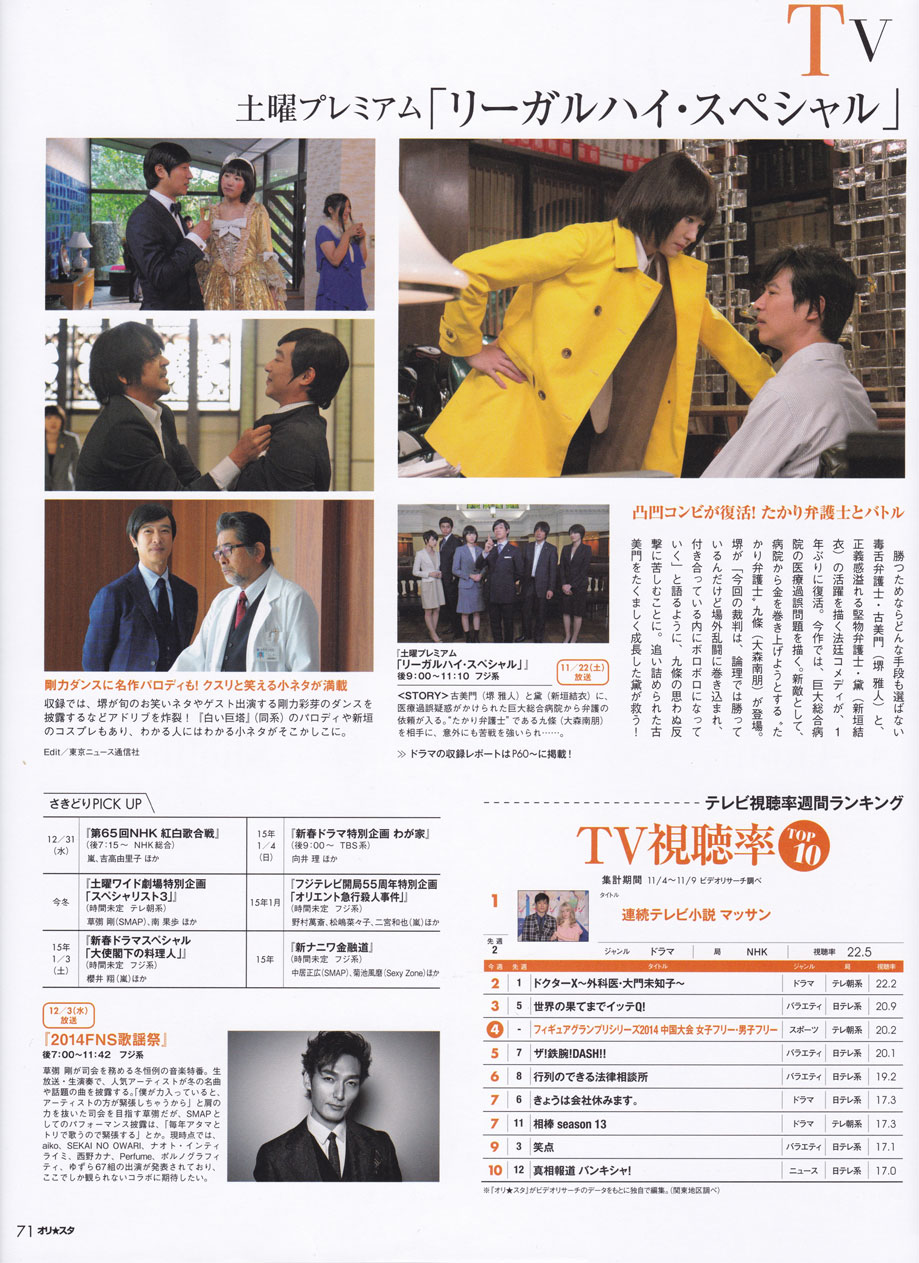 TV
土曜プレミアム「リーガルハイ・スペシャル」
凸凹コンビが復活! たかり弁護士とバトル
勝つためならどんな手段も選ばない
毒舌弁護士・古美門（堺 雅人）と、
正義感溢れる堅物弁護士・黛（新垣結
衣）の活躍を描く法廷コメディが、1
年ぶりに復活。今作では、巨大総合病
院の医療過誤問題を描く。新敵として、
病院から金を巻き上げようとする“た
かり弁護士”九條（大森南朋）が登場。
堺が「今回の裁判は、論理では勝って
いるんだけど場外乱闘に巻き込まれ、
付き合っている内にボロボロになって
いく」と語るように、九條の思わぬ反
撃に苦しむことに。追い詰められた古
美門をたくましく成長した黛が救う!
剛力ダンスに名作パロディも! クスリと笑える小ネタが満載
収録では、堺が旬のお笑いネタやゲスト出演する剛力彩芽のダンスを
披露するなどアドリブを炸裂! 『白い巨塔』（同系）のパロディや新垣
のコスプレもあり、わかる人にはわかる小ネタがそこかしこに。
Edit／東京ニュース通信社
『土曜プレミアム
「リーガルハイ・スペシャル」』
後9:00〜11:10 フジ系
11/22(土)
放送
<STORY>古美門（堺 雅人）と黛（新垣結衣）に、
医療過誤疑惑がかけられた巨大総合病院から弁護の
依頼が入る。“たかり弁護士”である九條（大森南朋）
を相手に、意外にも苦戦を強いられ……。
≫ ドラマの収録レポートはP60〜に掲載!
さきどりPICK UP
12/31
(水)
『第65回NHK 紅白歌合戦』
(後7:15〜 NHK総合)
嵐、吉高由里子 ほか
15年
1/4
(日)
『新春ドラマ特別企画 わが家』
(後9:00〜 TBS系)
向井 理 ほか
今冬
『土曜ワイド劇場特別企画
「スペシャリスト3」』
(時間未定 テレ朝系)
草彅 剛(SMAP)、南 果歩 ほか
15年1月
『フジテレビ開局55周年特別企画
「オリエント急行殺人事件」』
(時間未定 フジ系)
野村萬斎、松嶋菜々子、二宮和也(嵐)ほか
15年
1/3
(土)
『新春ドラマスペシャル
「大使閣下の料理人」』
(時間未定 フジ系)
櫻井 翔(嵐)ほか
15年
『新ナニワ金融道』
(時間未定 フジ系)
中居正広(SMAP)、菊池風磨(Sexy Zone)ほか
12/3(水)
放送
『2014FNS歌謡祭』
後7:00〜11:42 フジ系
草彅 剛が司会を務める冬恒例の音楽特番。生
放送・生演奏で、人気アーティストが冬の名曲
や話題の曲を披露する。「僕が力入っていると、
アーティストの方が緊張しちゃうから」と肩の
力を抜いた司会を目指す草彅だが、SMAPと
してのパフォーマンス披露は、「毎年アタマと
トリで歌うので緊張する」とか。現時点では、
aiko、SEKAI NO OWARI、ナオト・インティ
ライミ、西野カナ、Perfume、ポルノグラフィ
ティ、ゆずら67組の出演が発表されており、
ここでしか観られないコラボに期待したい。
テレビ視聴率週間ランキング
TV視聴率 TOP10
集計期間 11/4〜11/9 ビデオリサーチ調べ
1
先週
2
タイトル
連続テレビ小説 マッサン
ジャンル ドラマ 局 NHK 視聴率 22.5
今週 先週 タイトル ジャンル 局 視聴率
2 1 ドクターX〜外科医・大門未知子〜 ドラマ テレ朝系 22.2
3 5 世界の果てまでイッテQ! バラエティ 日テレ系 20.9
4 - フィギュアグランプリシリーズ2014 中国大会 女子フリー・男子フリー スポーツ テレ朝系 20.2
5 7 ザ!鉄腕!DASH!! バラエティ 日テレ系 20.1
6 8 行列のできる法律相談所 バラエティ 日テレ系 19.2
7 6 きょうは会社休みます。 ドラマ 日テレ系 17.3
7 11 相棒 season 13 ドラマ テレ朝系 17.3
9 3 笑点 バラエティ 日テレ系 17.1
10 12 真相報道 バンキシャ! ニュース 日テレ系 17.0
※『オリ★スタ』がビデオリサーチのデータをもとに独自で編集。（関東地区調べ）
71 オリ★スタ